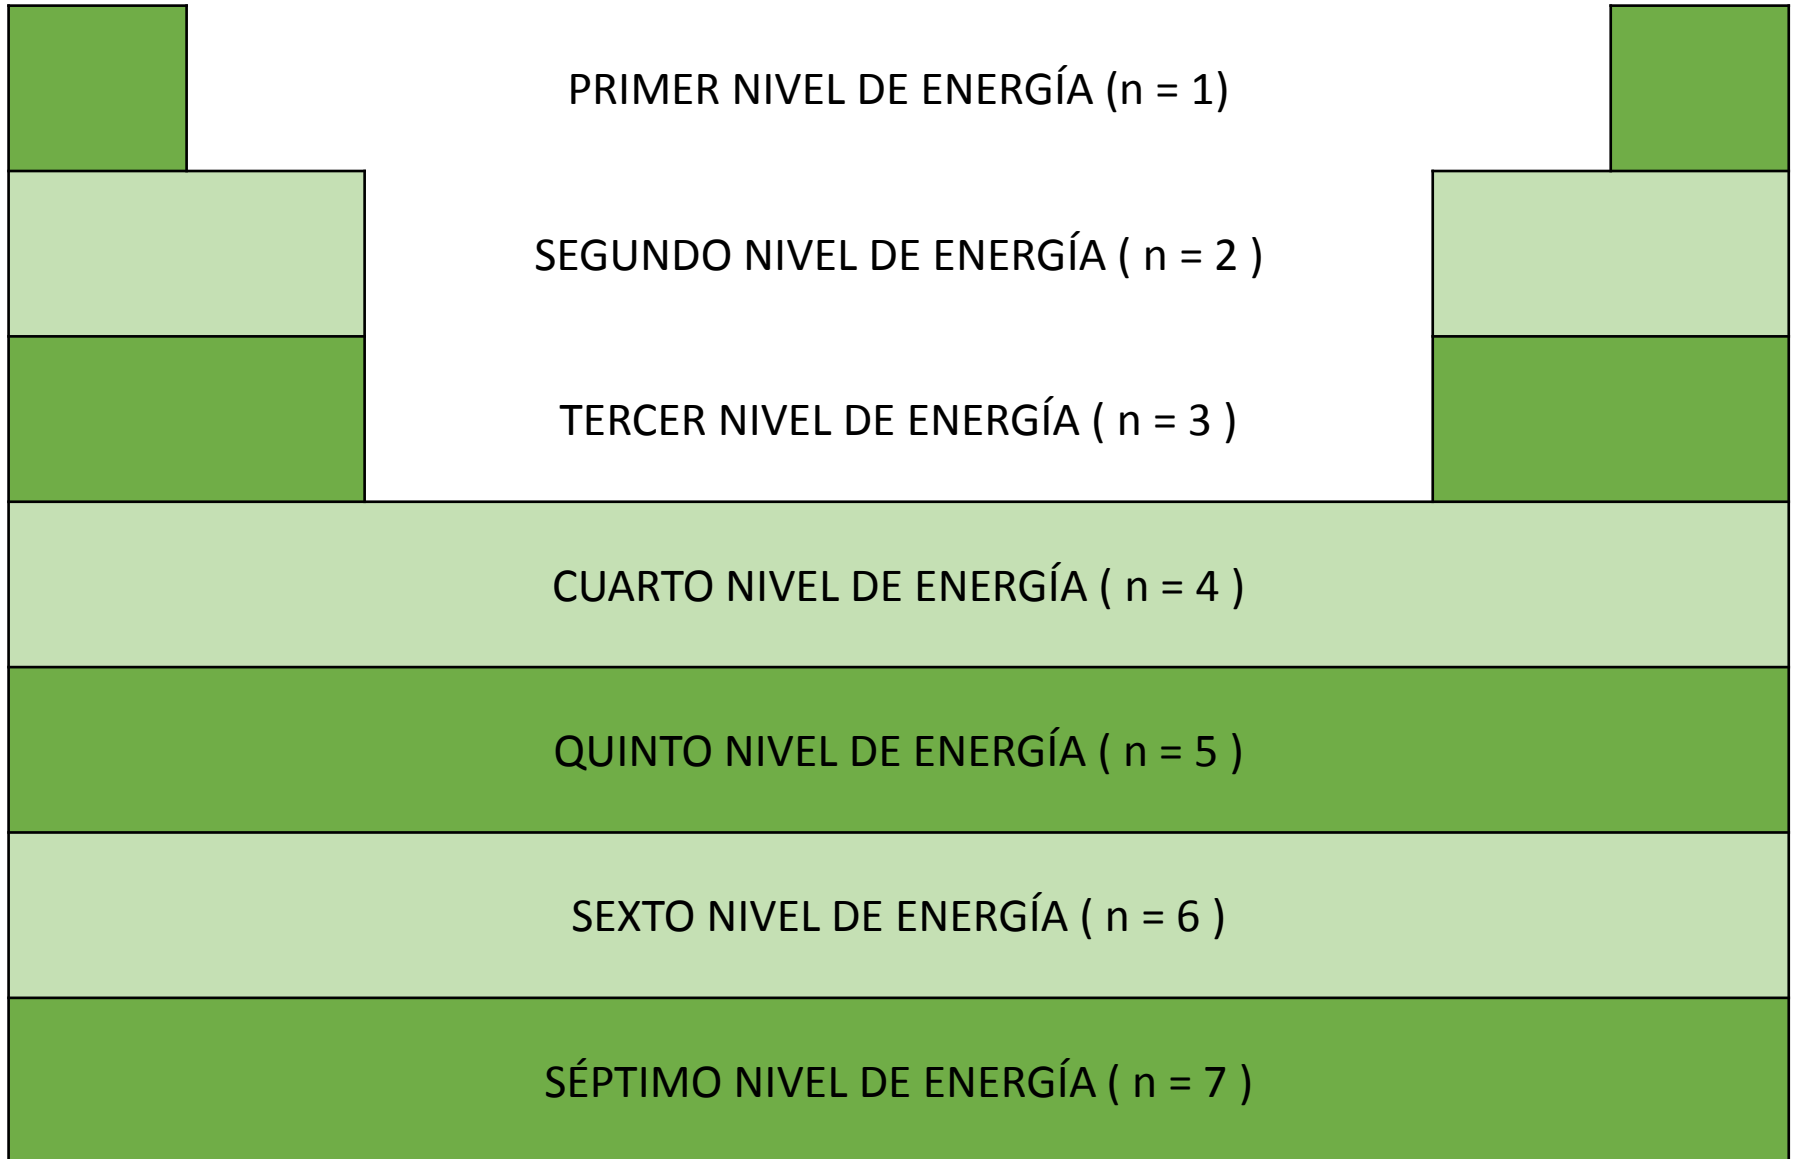 PRIMER NIVEL DE ENERGÍA (n = 1)
SEGUNDO NIVEL DE ENERGÍA ( n = 2 )
TERCER NIVEL DE ENERGÍA ( n = 3 )
CUARTO NIVEL DE ENERGÍA ( n = 4 )
QUINTO NIVEL DE ENERGÍA ( n = 5 )
SEXTO NIVEL DE ENERGÍA ( n = 6 )
SÉPTIMO NIVEL DE ENERGÍA ( n = 7 )